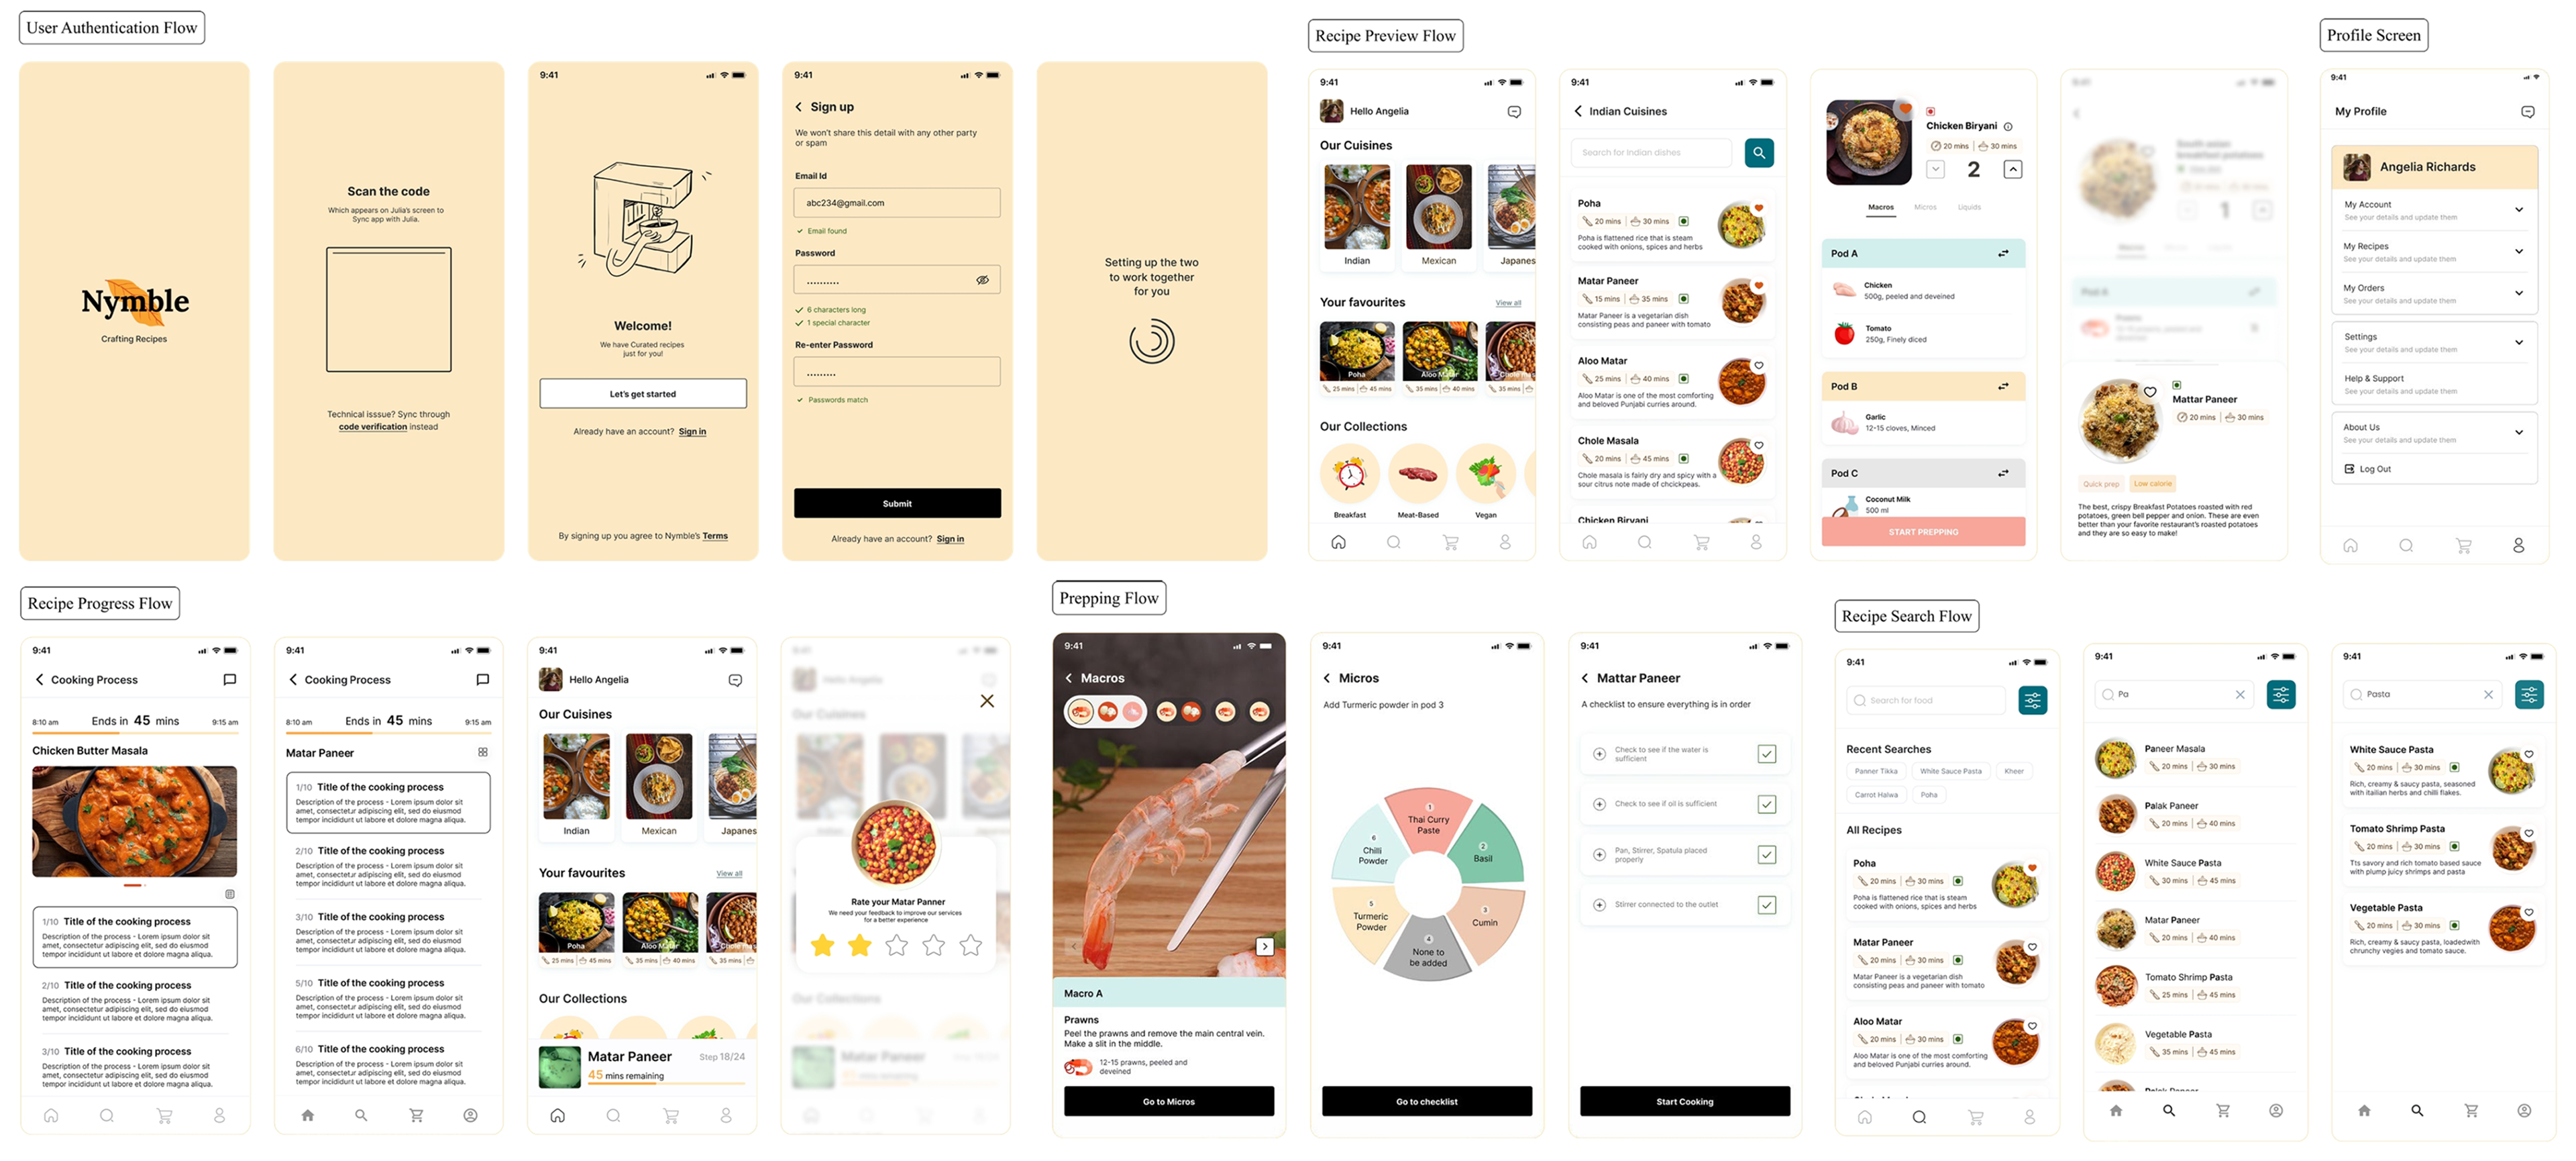 User Authentication Flow
Nymble
Crafting Recipes
Scan the code
Which appears on Julia's screen to
Sync app with Julia.
Technical isssue? Sync through
code verification instead
9:41
Welcome!
We have Curated recipes
just for you!
Let's get started
Already have an account? Sign in
By signing up you agree to Nymble's Terms
9:41
Sign up
We won't share this detail with any other party
or spam
Email Id
abc234@gmail.com
Email found
Password
..........
6 characters long
1 special character
Re-enter Password
.........
Passwords match
Submit
Already have an account? Sign in
Setting up the two
to work together
for you
Recipe Preview Flow
9:41
Hello Angelia
Our Cuisines
Indian
Mexican
Japanes
Your favourites
View all
Poha
Aloo Matar
25 mins 45 mins
35 mins 40 mins
35 mins
Our Collections
Breakfast
Meat-Based
Vegan
9:41
Indian Cuisines
Search for Indian dishes
Poha
20 mins 30 mins
Poha is flattened rice that is steam
cooked with onions, spices and herbs
Matar Paneer
15 mins 35 mins
Matar Paneer is a vegetarian dish
consisting peas and paneer with tomato
Aloo Matar
25 mins 40 mins
Aloo Matar is one of the most comforting
and beloved Punjabi curries around.
Chole Masala
20 mins 45 mins
Chole masala is fairly dry and spicy with a
sour citrus note made of chcickpeas.
Chicken Biryani
Chicken Biryani
20 mins 30 mins
2
Macros Micros Liquids
Pod A
Chicken
500g, peeled and deveined
Tomato
250g, Finely diced
Pod B
Garlic
12-15 cloves, Minced
Pod C
Coconut Milk
500 ml
START PREPPING
1
Mattar Paneer
20 mins 30 mins
Quick prep
Low calorie
The best, crispy Breakfast Potatoes roasted with red
potatoes, green bell pepper and onion. These are even
better than your favorite restaurant's roasted potatoes
and they are so easy to make!
Profile Screen
9:41
My Profile
Angelia Richards
My Account
See your details and update them
My Recipes
See your details and update them
My Orders
See your details and update them
Settings
See your details and update them
Help & Support
See your details and update them
About Us
See your details and update them
Log Out
Recipe Progress Flow
9:41
Cooking Process
8:10 am Ends in 45 mins 9:15 am
Chicken Butter Masala
1/10 Title of the cooking process
Description of the process - Lorem ipsum dolor sit
amet, consectetur adipiscing elit, sed do eiusmod
tempor incididunt ut labore et dolore magna aliqua.
2/10 Title of the cooking process
Description of the process - Lorem ipsum dolor sit
amet, consectetur adipiscing elit, sed do eiusmod
tempor incididunt ut labore et dolore magna aliqua.
3/10 Title of the cooking process
Description of the process - Lorem ipsum dolor sit
amet, consectetur adipiscing elit, sed do eiusmod
tempor incididunt ut labore et dolore magna aliqua.
9:41
Cooking Process
8:10 am Ends in 45 mins 9:15 am
Matar Paneer
1/10 Title of the cooking process
Description of the process - Lorem ipsum dolor sit
amet, consectetur adipiscing elit, sed do eiusmod
tempor incididunt ut labore et dolore magna aliqua.
2/10 Title of the cooking process
Description of the process - Lorem ipsum dolor sit
amet, consectetur adipiscing elit, sed do eiusmod
tempor incididunt ut labore et dolore magna aliqua.
3/10 Title of the cooking process
Description of the process - Lorem ipsum dolor sit
amet, consectetur adipiscing elit, sed do eiusmod
tempor incididunt ut labore et dolore magna aliqua.
5/10 Title of the cooking process
Description of the process - Lorem ipsum dolor sit
amet, consectetur adipiscing elit, sed do eiusmod
tempor incididunt ut labore et dolore magna aliqua.
6/10 Title of the cooking process
Description of the process - Lorem ipsum dolor sit
amet, consectetur adipiscing elit, sed do eiusmod
tempor incididunt ut labore et dolore magna aliqua.
9:41
Hello Angelia
Our Cuisines
Indian
Mexican
Japanes
Your favourites
View all
Poha
Aloo Matar
25 mins 45 mins
35 mins 40 mins
35 mins
Our Collections
Matar Paneer Step 18/24
45 mins remaining
Hello Angelia
Our Cuisines
Rate your Matar Panner
We need your feedback to improve our services
for a better experience
Our Collections
Matar Paneer
mins remaining
Prepping Flow
9:41
Macros
Macro A
Prawns
Peel the prawns and remove the main central vein.
Make a slit in the middle.
12-15 prawns, peeled and
deveined
Go to Micros
9:41
Micros
Add Turmeric powder in pod 3
1
Thai Curry
Paste
2
Basil
3
Cumin
4
None to
be added
5
Turmeric
Powder
6
Chilli
Powder
Go to checklist
9:41
Mattar Paneer
A checklist to ensure everything is in order
Check to see if the water is
sufficient
Check to see if oil is sufficient
Pan, Stirrer, Spatula placed
properly
Stirrer connected to the outlet
Start Cooking
Recipe Search Flow
9:41
Search for food
Recent Searches
Panner Tikka
White Sauce Pasta
Kheer
Carrot Halwa
Poha
All Recipes
Poha
20 mins 30 mins
Poha is flattened rice that is steam
cooked with onions, spices and herbs
Matar Paneer
20 mins 30 mins
Matar Paneer is a vegetarian dish
consisting peas and paneer with tomato
Aloo Matar
20 mins 30 mins
Aloo Matar is one of the most comforting
and beloved Punjabi curries around.
9:41
Pa
Paneer Masala
20 mins 30 mins
Palak Paneer
20 mins 40 mins
White Sauce Pasta
30 mins 45 mins
Matar Paneer
20 mins 40 mins
Tomato Shrimp Pasta
25 mins 45 mins
Vegetable Pasta
35 mins 45 mins
9:41
Pasta
White Sauce Pasta
20 mins 30 mins
Rich, creamy & saucy pasta, seasoned
with itailian herbs and chilli flakes.
Tomato Shrimp Pasta
20 mins 30 mins
Tts savory and rich tomato based sauce
with plump juicy shrimps and pasta
Vegetable Pasta
20 mins 30 mins
Rich, creamy & saucy pasta, loadedwith
chrunchy vegies and tomato sauce.